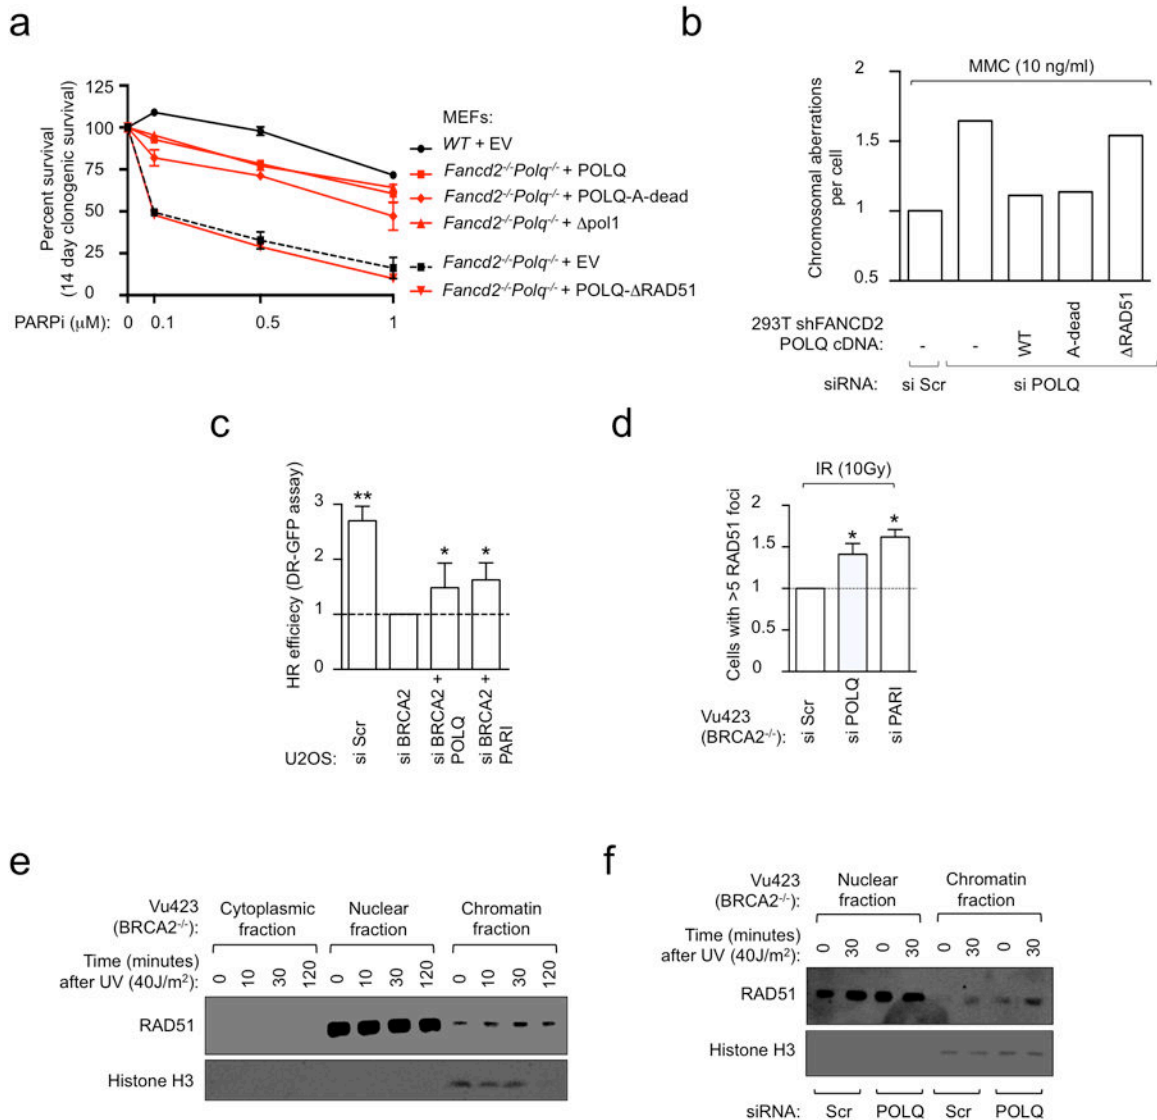 a
Percent survival
(14 day clonogenic survival)
125
100
75
50
25
0
PARPi (μM): 0 0.1 0.5 1
MEFs:
WT + EV
Fancd2-/-Polq-/- + POLQ
Fancd2-/-Polq-/- + POLQ-A-dead
Fancd2-/-Polq-/- + Δpol1
Fancd2-/-Polq-/- + EV
Fancd2-/-Polq-/- + POLQ-ΔRAD51
b
MMC (10 ng/ml)
Chromosomal aberrations
per cell
2
1.5
1
0.5
293T shFANCD2
POLQ cDNA: - - WT A-dead ΔRAD51
siRNA: si Scr si POLQ
c
HR efficiecy (DR-GFP assay)
3
2
1
0
** * *
U2OS: si Scr si BRCA2 si BRCA2 + POLQ si BRCA2 + PARI
d
IR (10Gy)
Cells with >5 RAD51 foci
2
1.5
1
0.5
0
* *
Vu423
(BRCA2-/-): si Scr si POLQ si PARI
e
Vu423
(BRCA2-/-):
Cytoplasmic
fraction
Nuclear
fraction
Chromatin
fraction
Time (minutes)
after UV (40J/m2): 0 10 30 120 0 10 30 120 0 10 30 120
RAD51
Histone H3
f
Vu423
(BRCA2-/-):
Nuclear
fraction
Chromatin
fraction
Time (minutes)
after UV (40J/m2): 0 30 0 30 0 30 0 30
RAD51
Histone H3
siRNA: Scr POLQ Scr POLQ